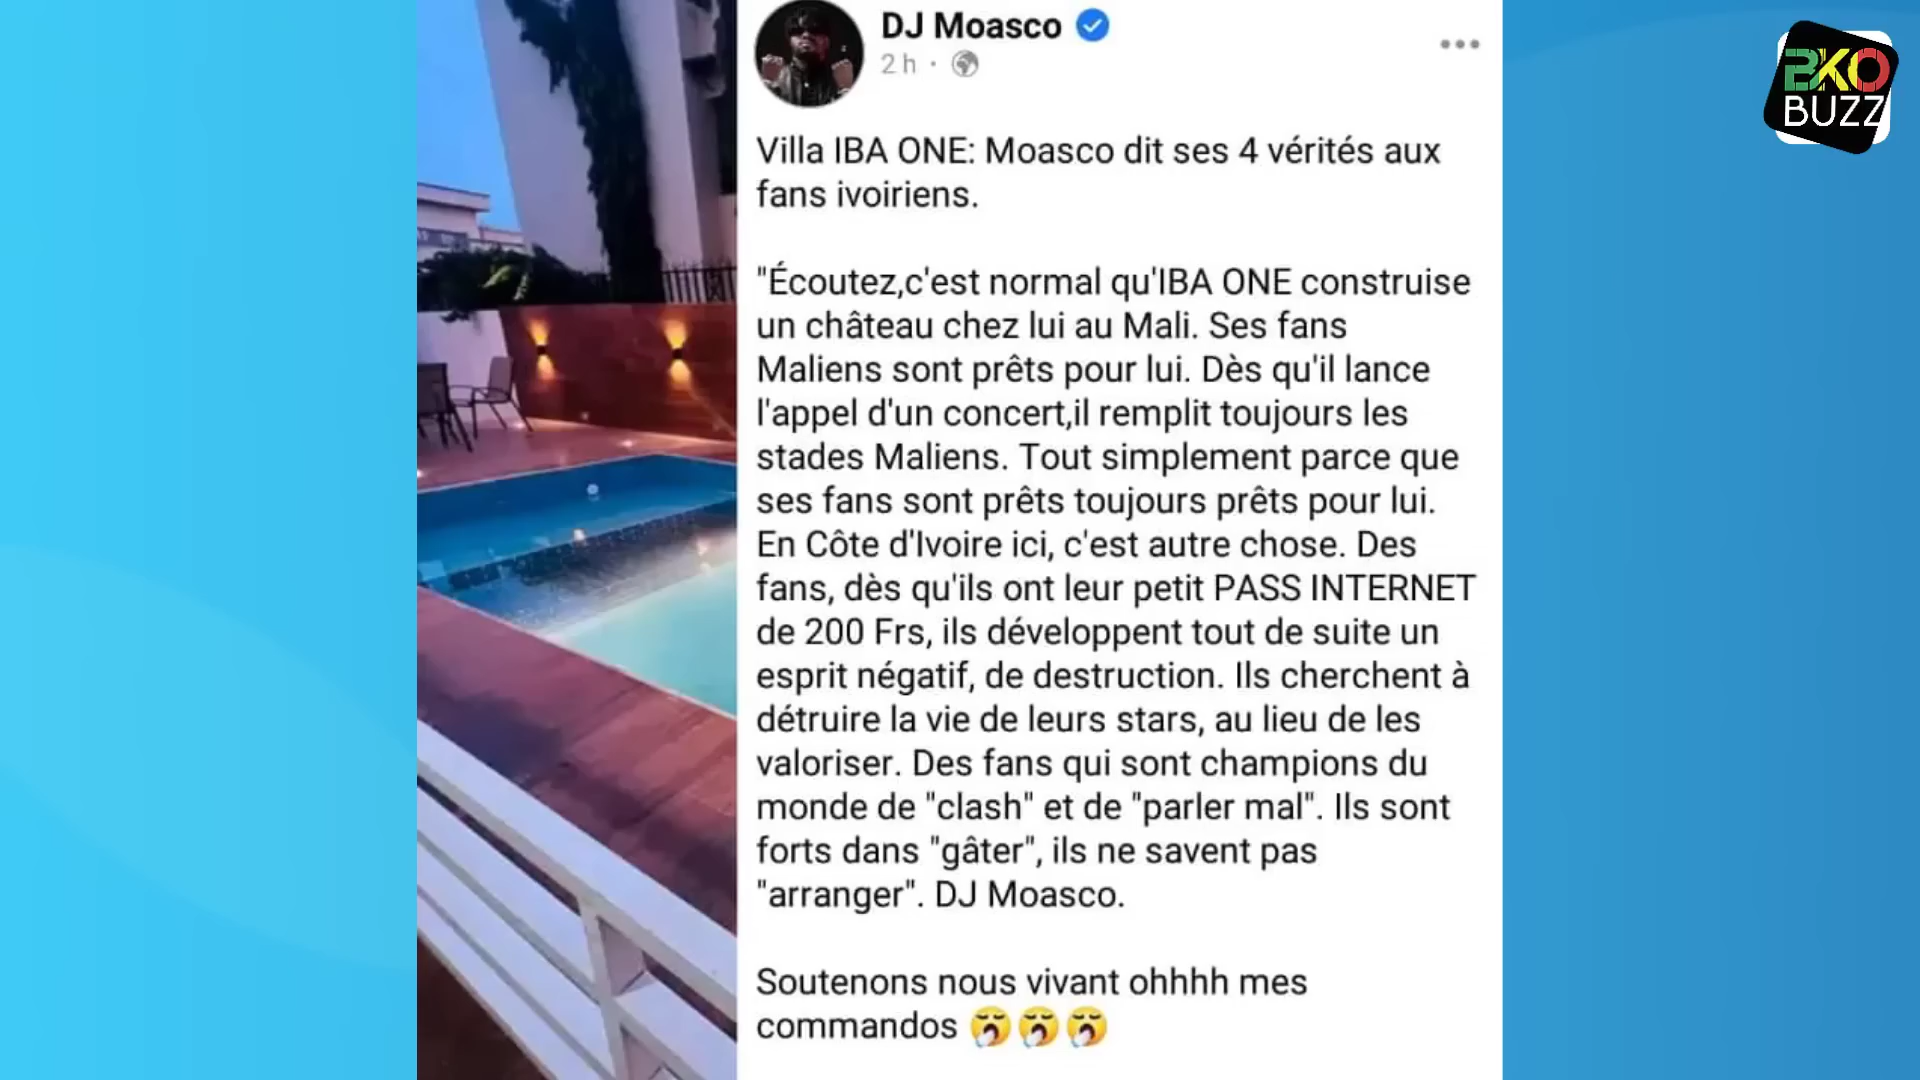 DJ Moasco
2 h
BKO
BUZZ
Villa IBA ONE: Moasco dit ses 4 vérités aux
fans ivoiriens.
"Écoutez,c'est normal qu'IBA ONE construise
un château chez lui au Mali. Ses fans
Maliens sont prêts pour lui. Dès qu'il lance
l'appel d'un concert,il remplit toujours les
stades Maliens. Tout simplement parce que
ses fans sont prêts toujours prêts pour lui.
En Côte d'Ivoire ici, c'est autre chose. Des
fans, dès qu'ils ont leur petit PASS INTERNET
de 200 Frs, ils développent tout de suite un
esprit négatif, de destruction. Ils cherchent à
détruire la vie de leurs stars, au lieu de les
valoriser. Des fans qui sont champions du
monde de "clash" et de "parler mal". Ils sont
forts dans "gâter", ils ne savent pas
"arranger". DJ Moasco.
Soutenons nous vivant ohhhh mes
commandos 🥱🥱🥱